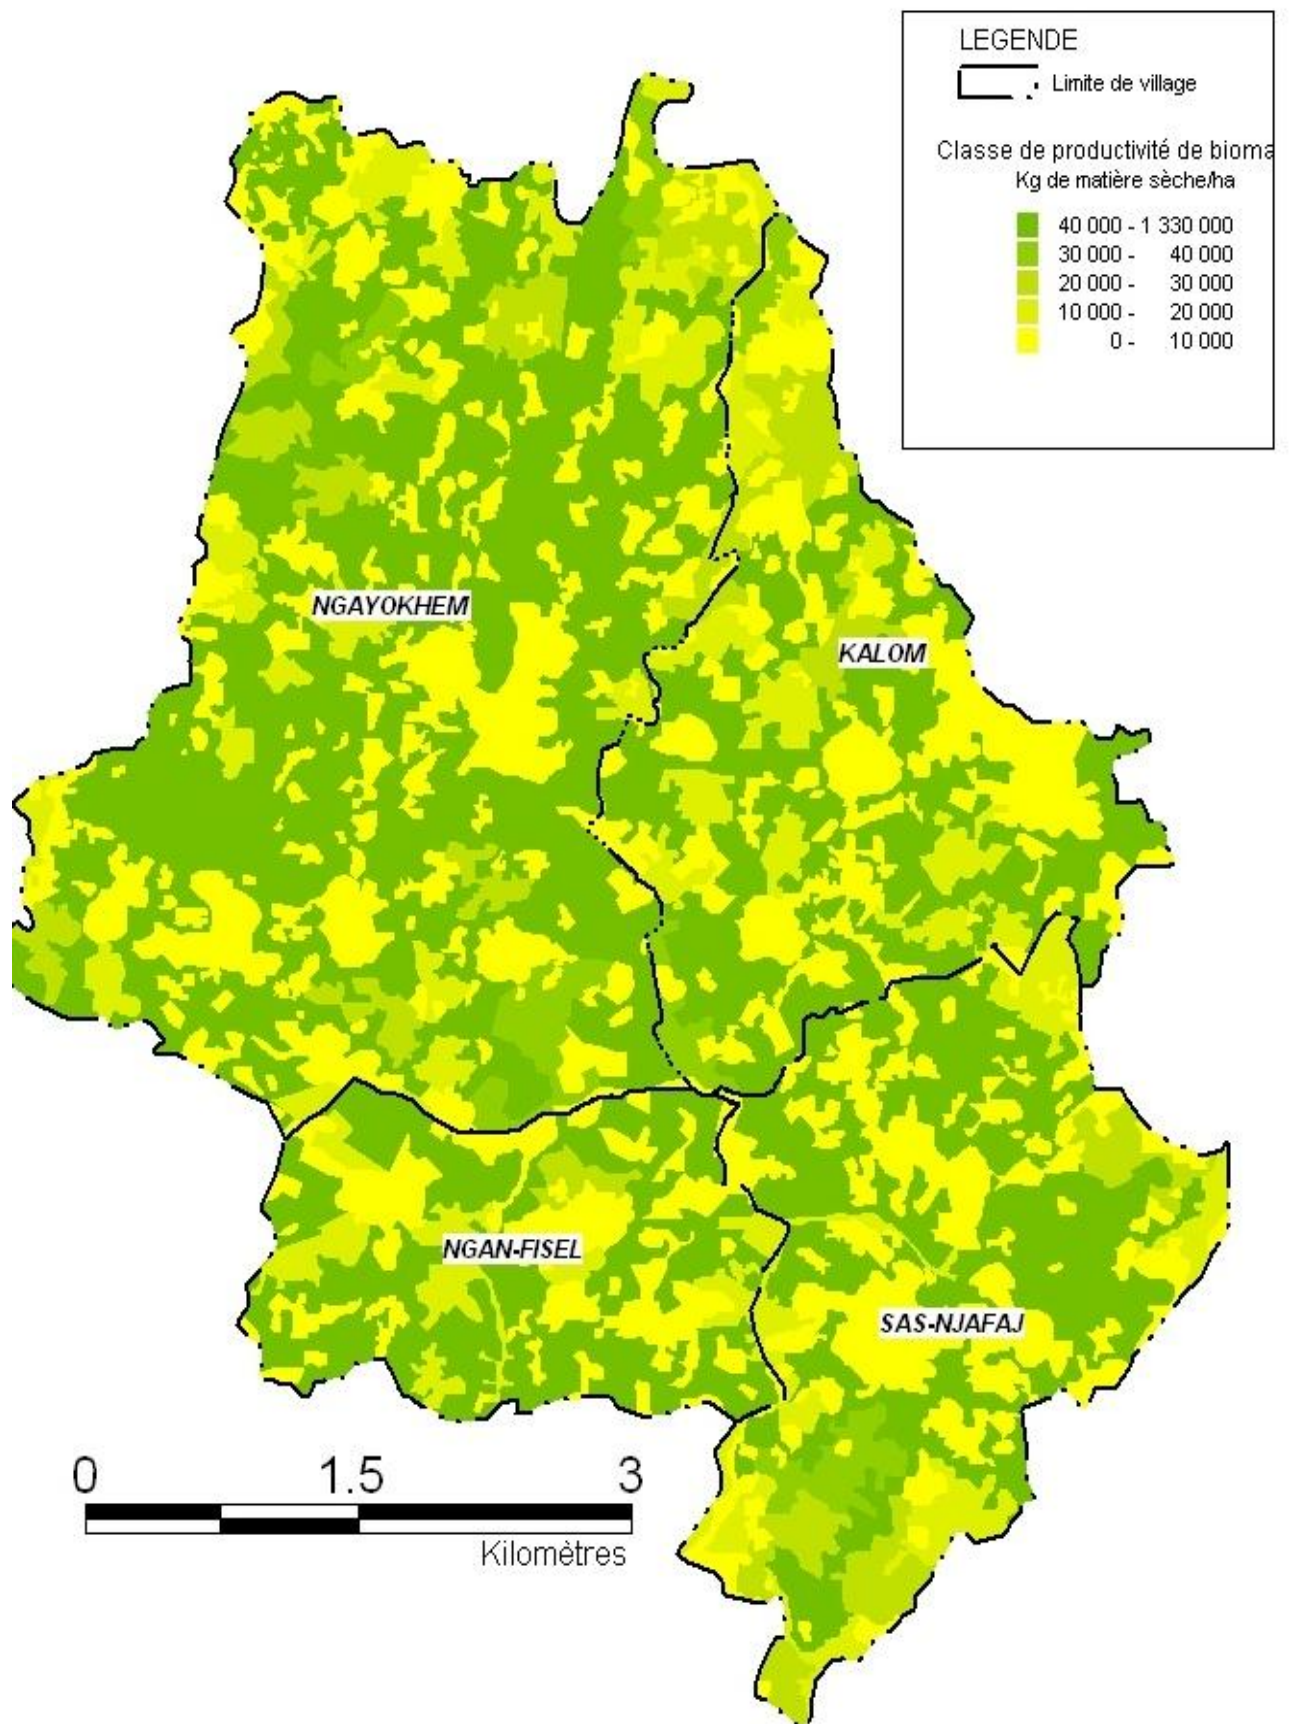 LEGENDE
Limite de village
Classe de productivité de bioma
Kg de matière sèche/ha
40 000 - 1 330 000
30 000 - 40 000
20 000 - 30 000
10 000 - 20 000
0 - 10 000
NGAYOKHEM
KALOM
NGAN-FISEL
SAS-NJAFAJ
0 1.5 3
Kilomètres